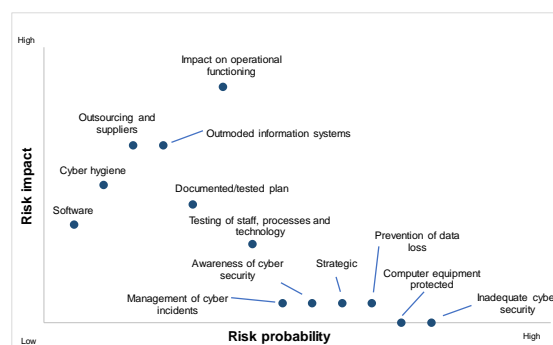 High
Impact on operational
functioning
Outsourcing and
suppliers
Outmoded information systems
Cyber hygiene
Documented/tested plan
Software
Testing of staff, processes and
technology
Prevention of data
loss
Awareness of cyber
security
Strategic
Computer equipment
protected
Management of cyber
incidents
Inadequate cyber
security
Risk impact
Low
Risk probability
High